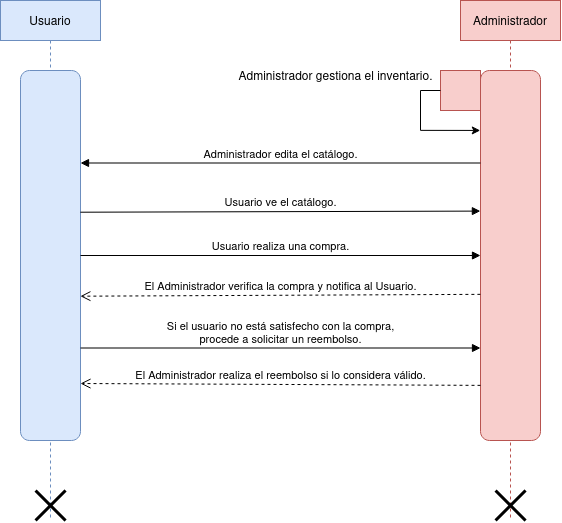 Usuario
Administrador
Administrador gestiona el inventario.
Administrador edita el catálogo.
Usuario ve el catálogo.
Usuario realiza una compra.
El Administrador verifica la compra y notifica al Usuario.
Si el usuario no está satisfecho con la compra,
procede a solicitar un reembolso.
El Administrador realiza el reembolso si lo considera válido.